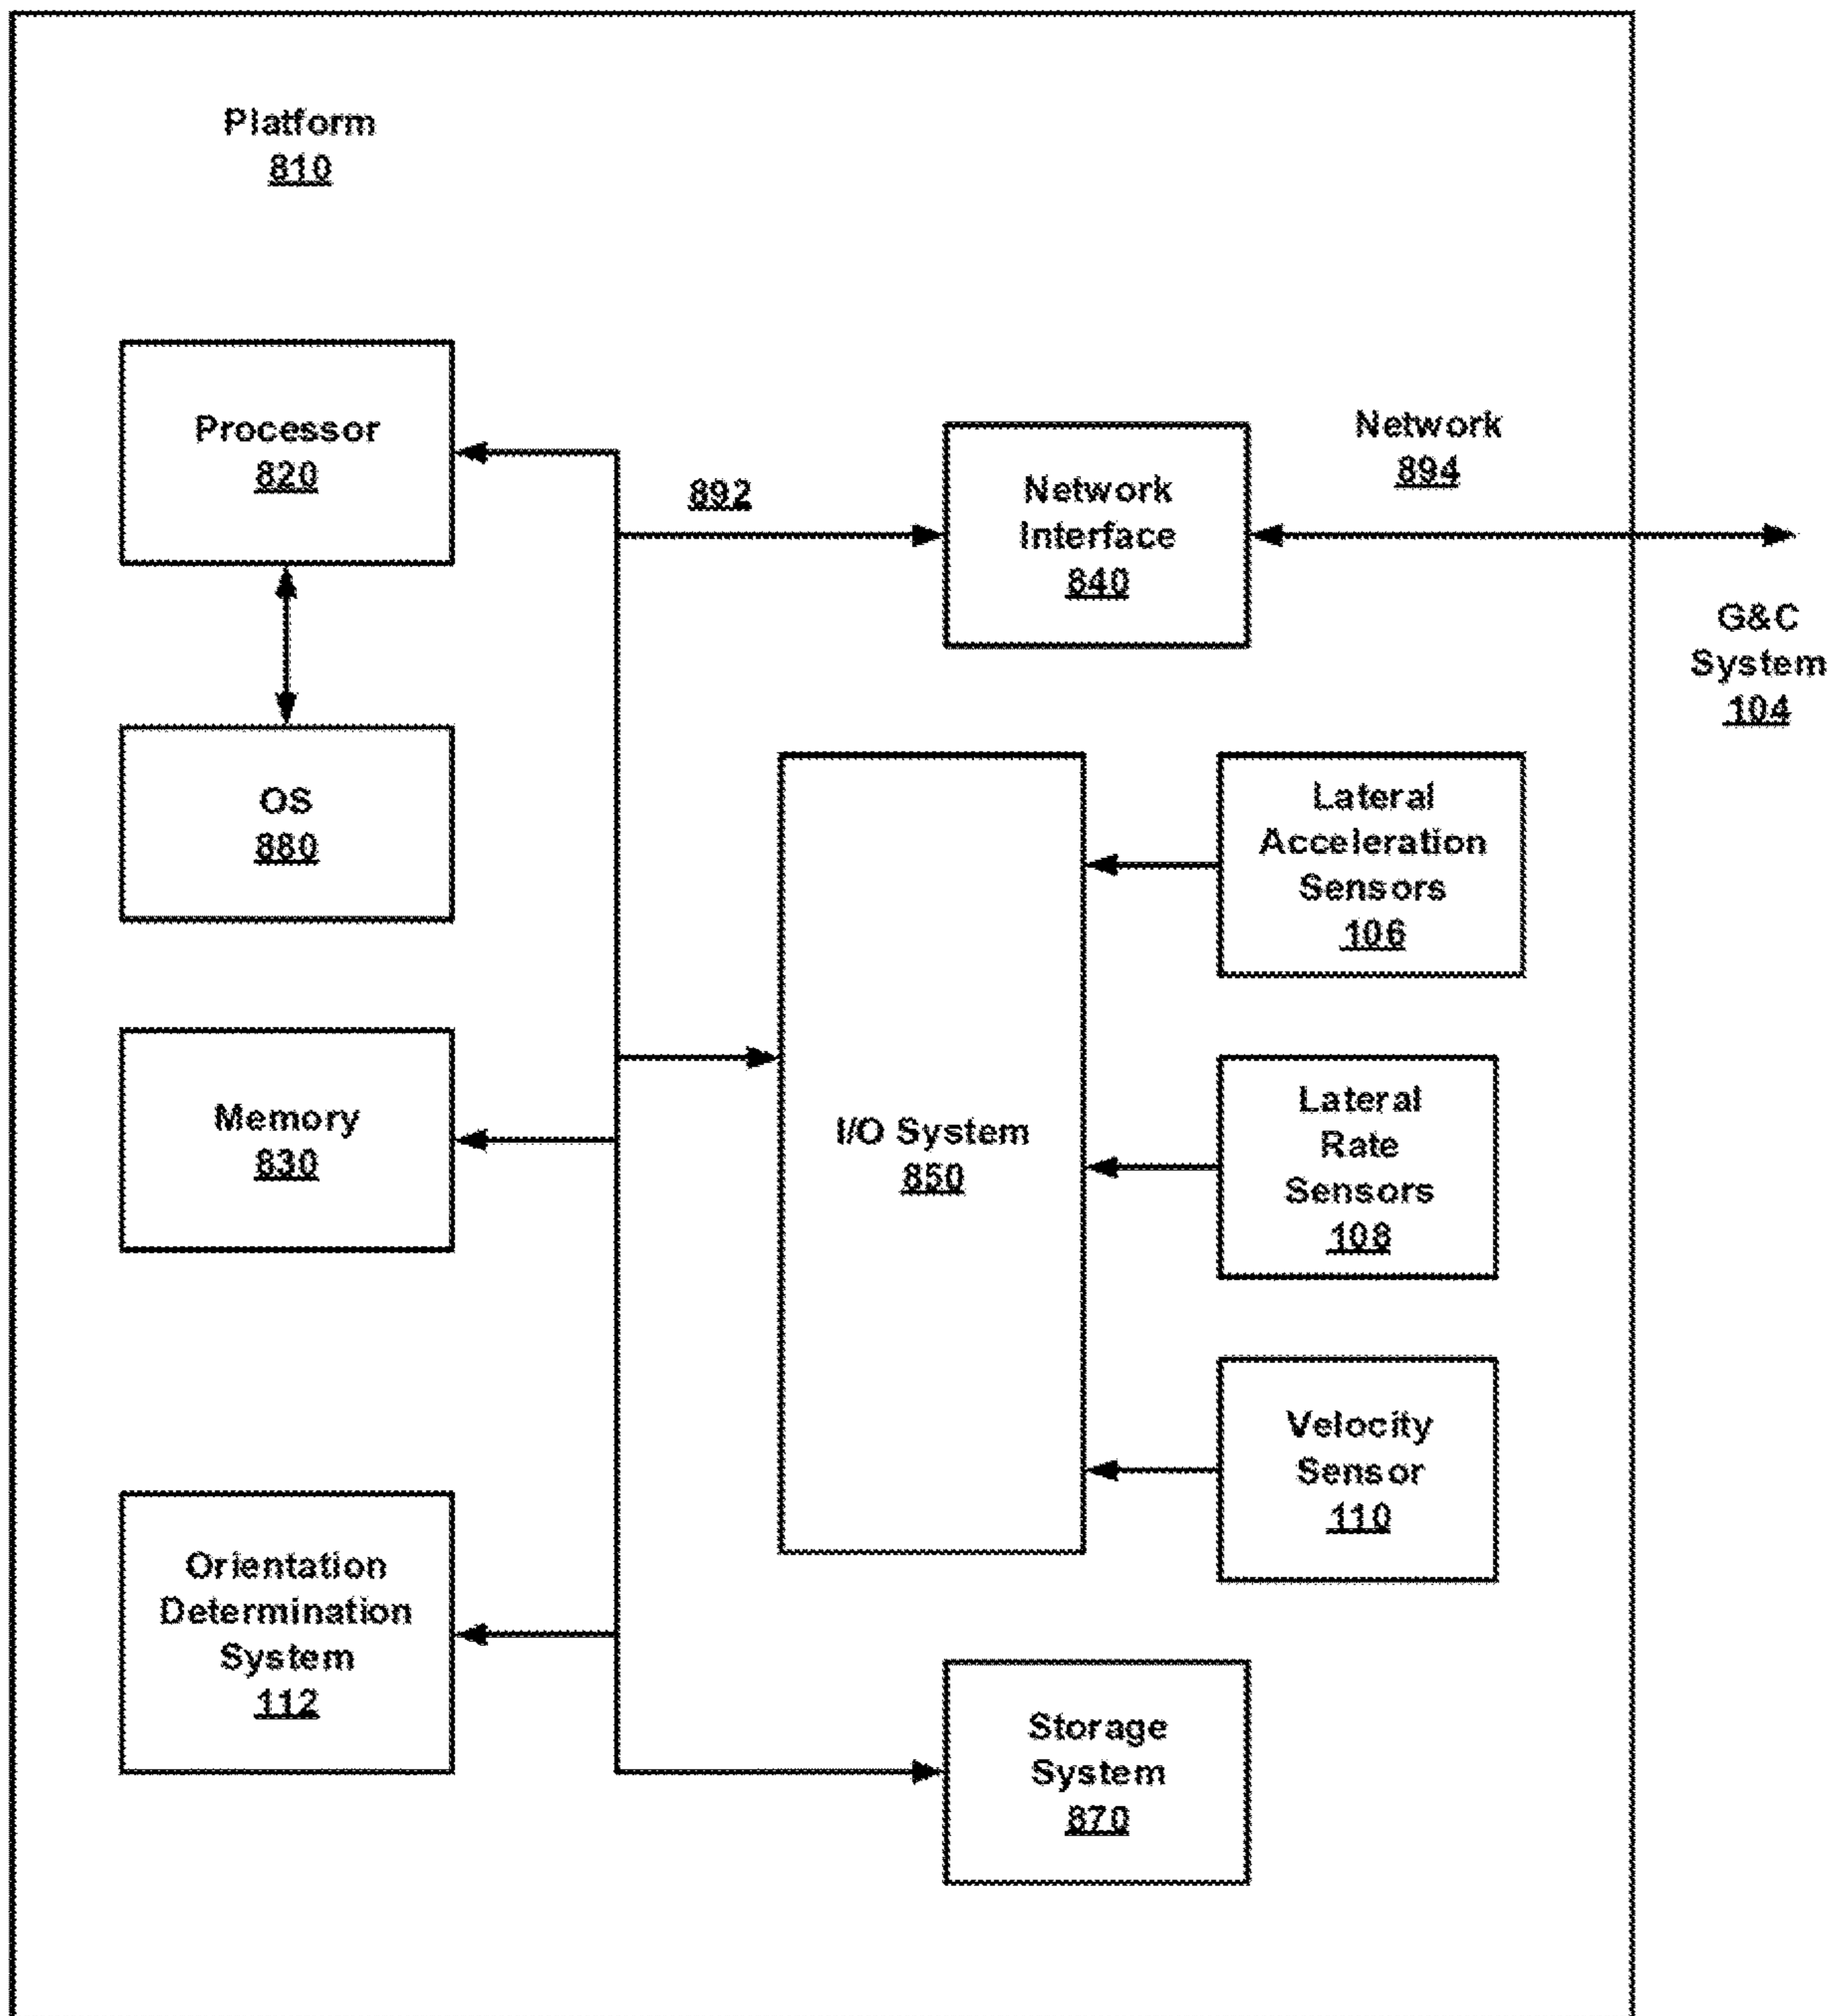 Platform
810
Processor
820
892
Network
Interface
840
Network
894
G&C
System
104
OS
880
Lateral
Acceleration
Sensors
106
Memory
830
I/O System
850
Lateral
Rate
Sensors
108
Velocity
Sensor
110
Orientation
Determination
System
112
Storage
System
870